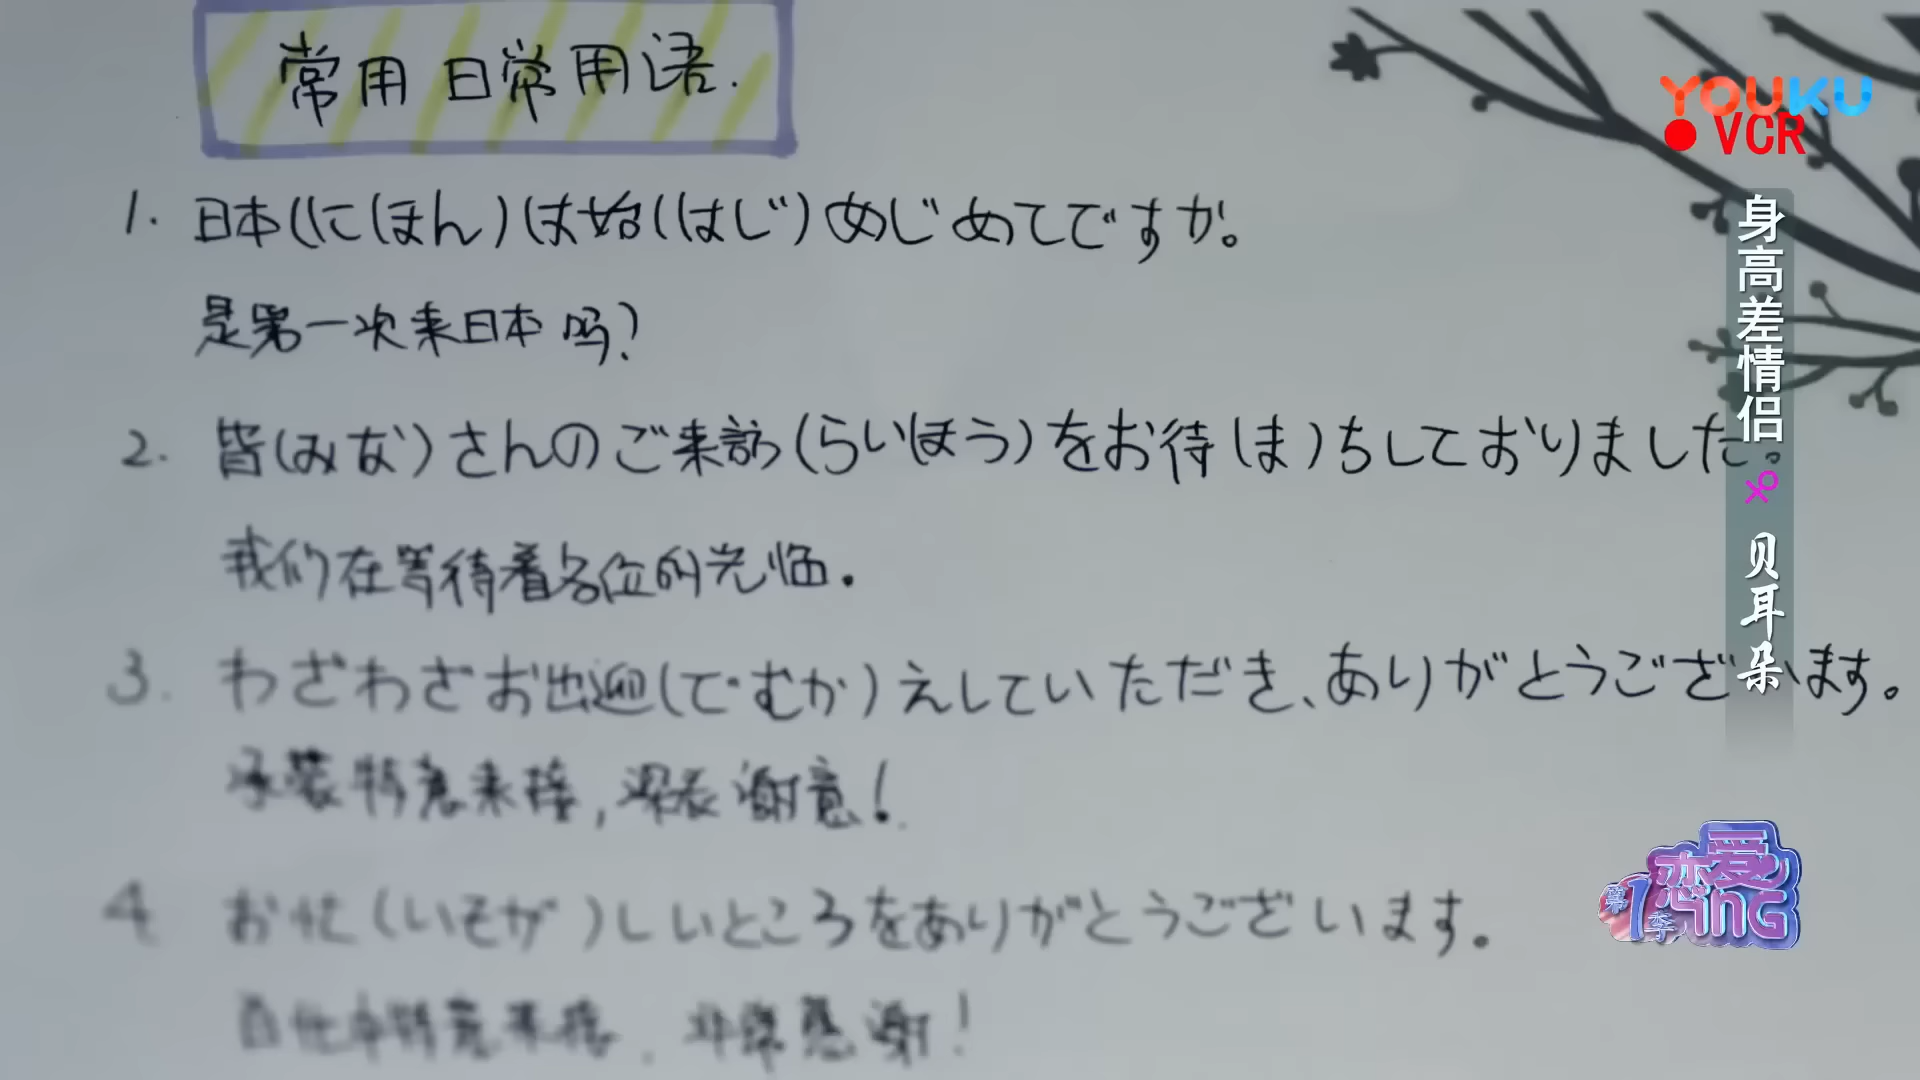 常用日常用语.
1. 日本(にほん)は始(はじ)めじめてですか。
是第一次来日本吗?
2. 皆(みな)さんのご来訪(らいほう)をお待(ま)ちしておりました。
我们在等待着各位的光临.
3. わざわざお出迎(でむか)えしていただき、ありがとうございます。
承蒙特意来接,深表谢意!
4 お忙(いそが)しいところをありがとうございます。
百忙中特意来接,非常感谢!
YOUKU
VCR
身高差情侣
贝耳朵
第1季
恋爱ING